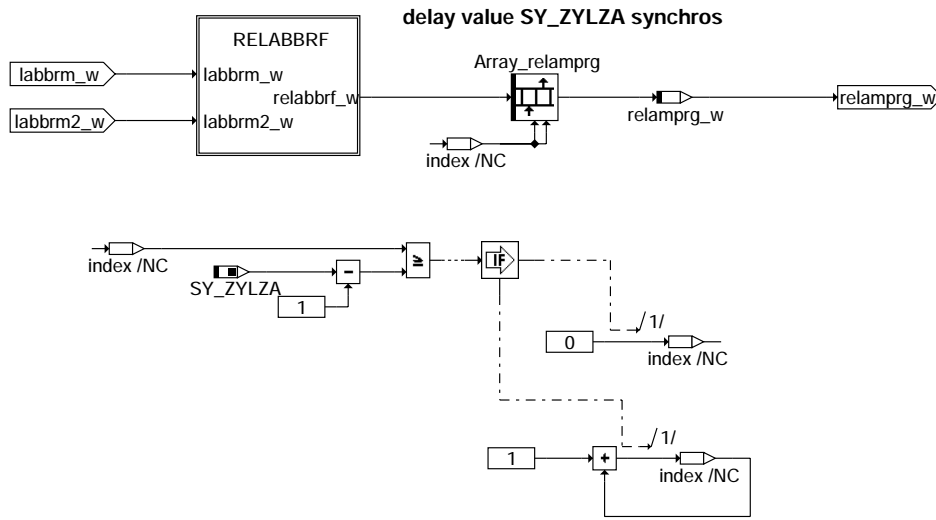 delay value SY_ZYLZA synchros
RELABBRF
Array_relamprg
labbrm_w
labbrm_w
relabbrf_w
relamprg_w
relamprg_w
labbrm2_w
labbrm2_w
index /NC
index /NC
SY_ZYLZA
-
≥
IF
1
/1/
0
index /NC
/1/
1
+
index /NC